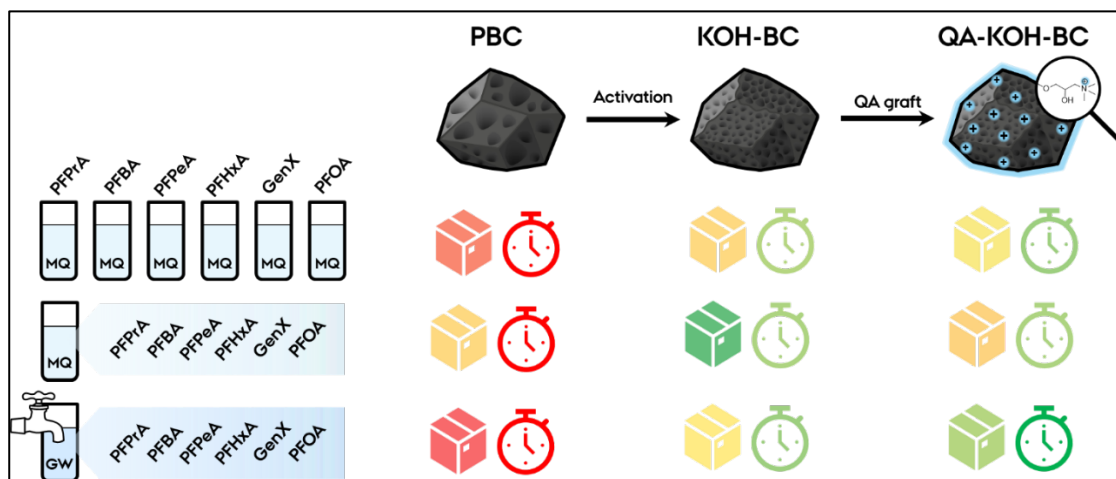 PBC
KOH-BC
QA-KOH-BC
Activation
QA graft
O
OH
N
+
+
+
+
+
+
+
+
+
+
PFPrA
PFBA
PFPeA
PFHxA
GenX
PFOA
MQ
MQ
MQ
MQ
MQ
MQ
MQ
PFPrA
PFBA
PFPeA
PFHxA
GenX
PFOA
GW
PFPrA
PFBA
PFPeA
PFHxA
GenX
PFOA